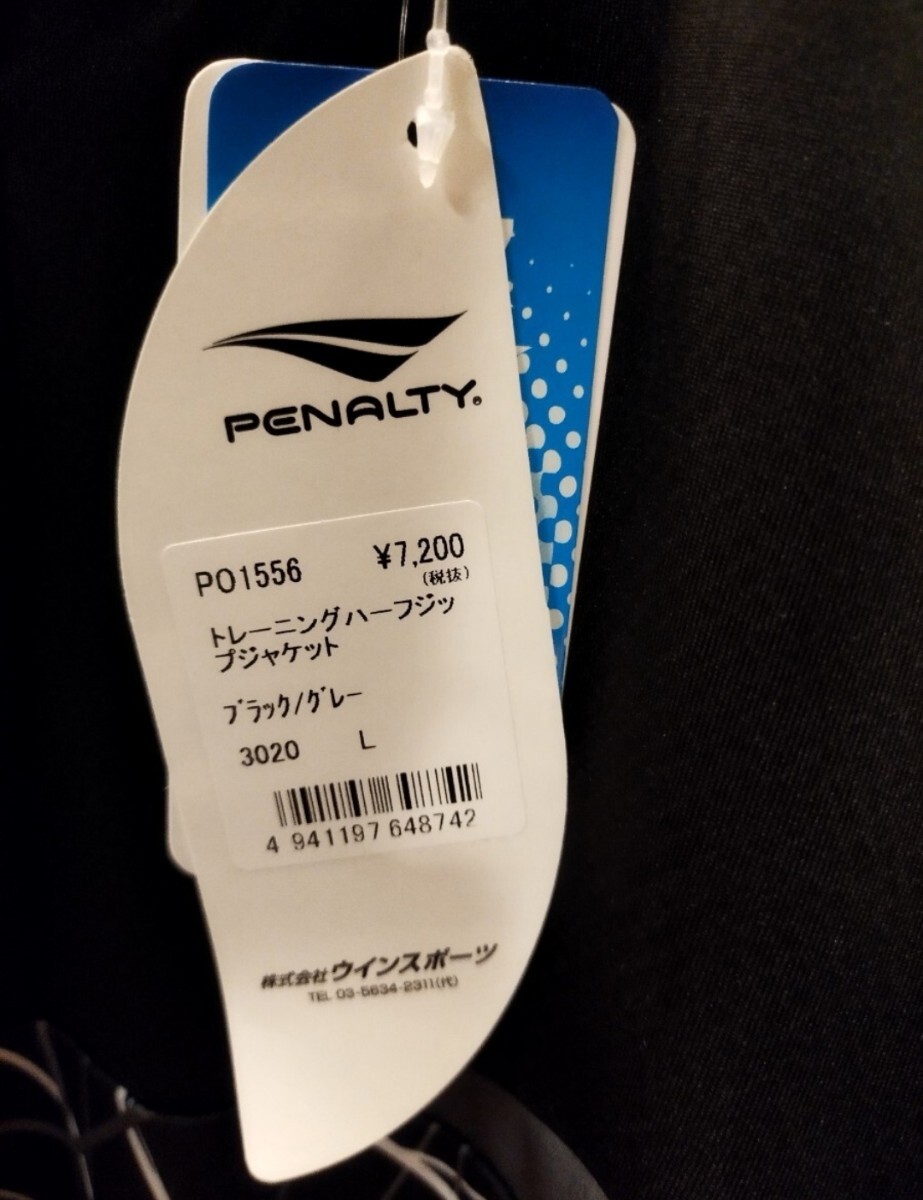 PENALTY®
PO1556 ¥7,200
(税抜)
トレーニングハーフジッ
プジャケット
ブラック/グレー
3020 L
4 941197 648742
株式会社ウインスポーツ
TEL 03-5634-2311(代)